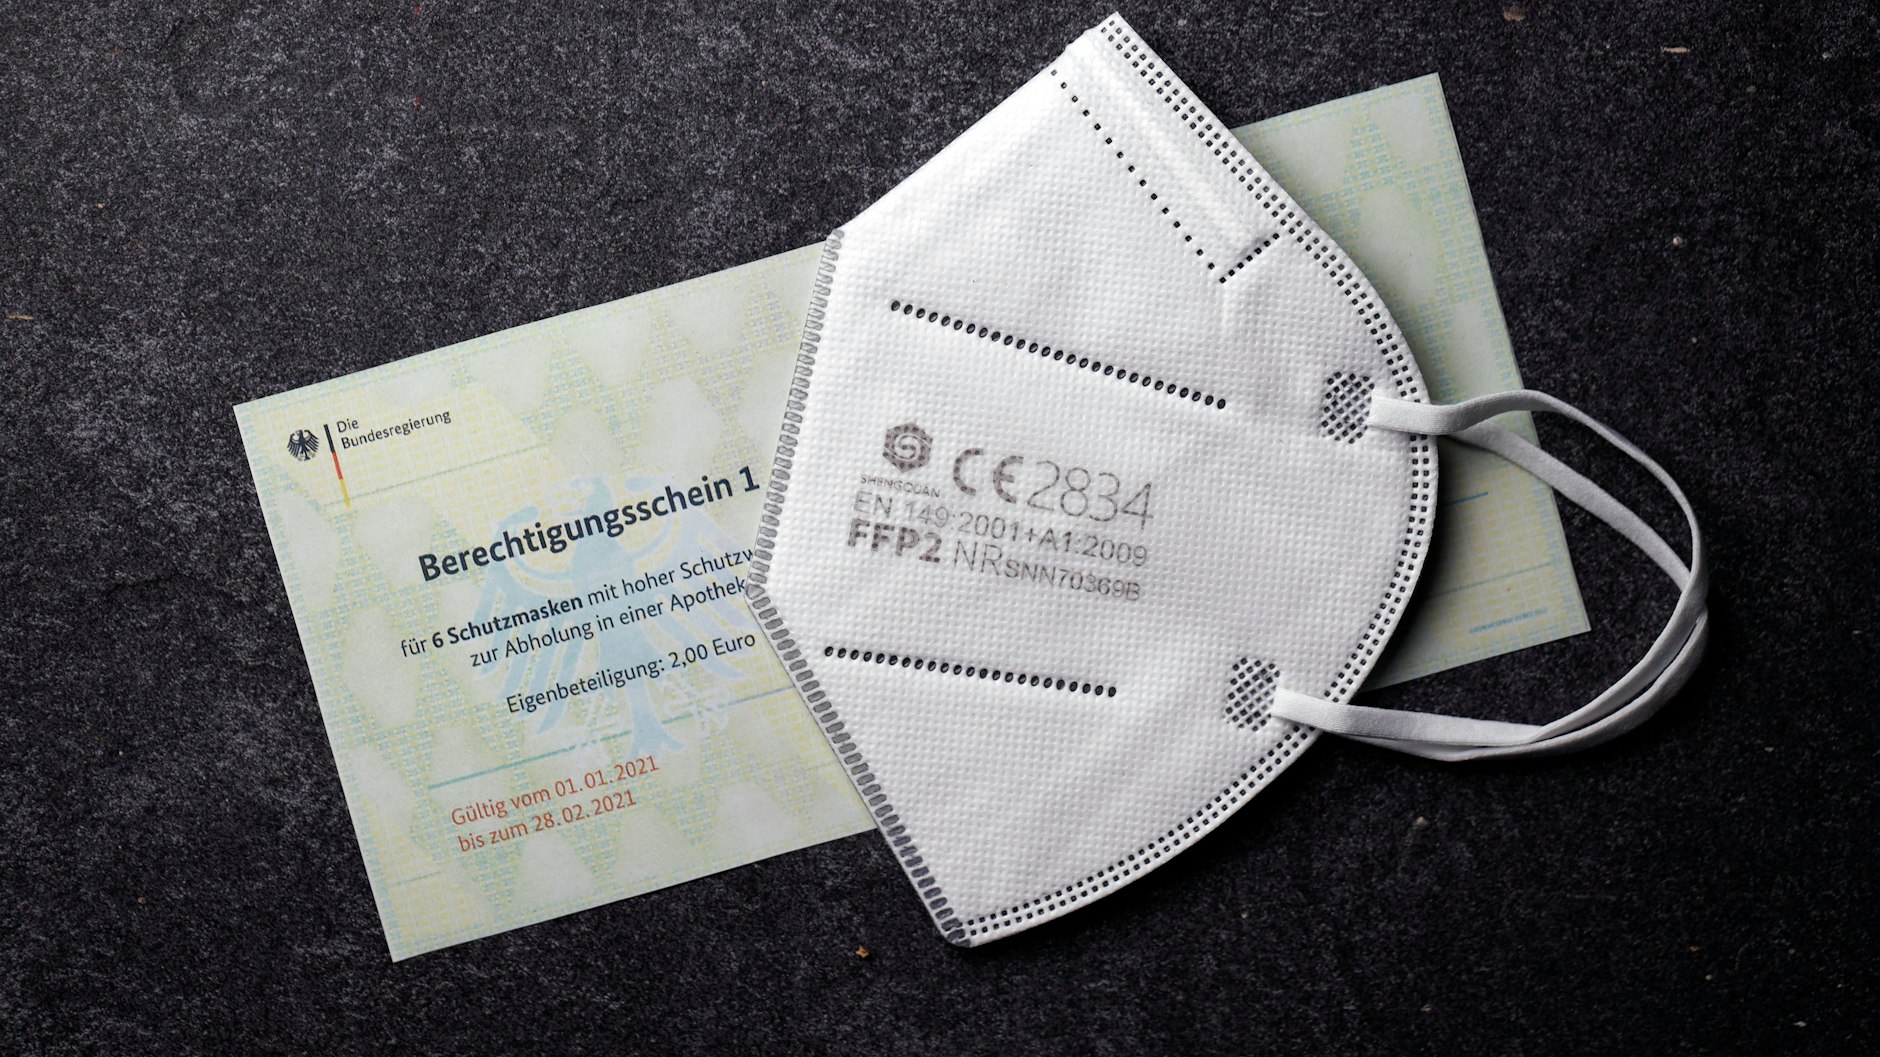 Die
Bundesregierung
Berechtigungsschein 1
für 6 Schutzmasken mit hoher
zur Abholung in einer
Eigenbeteiligung: 2,00 Euro
Gültig vom 01.01.2021
bis zum 28.02.2021
SHENGQUAN
CE2834
EN 149:2001+A1:2009
FFP2 NR SNN70369B